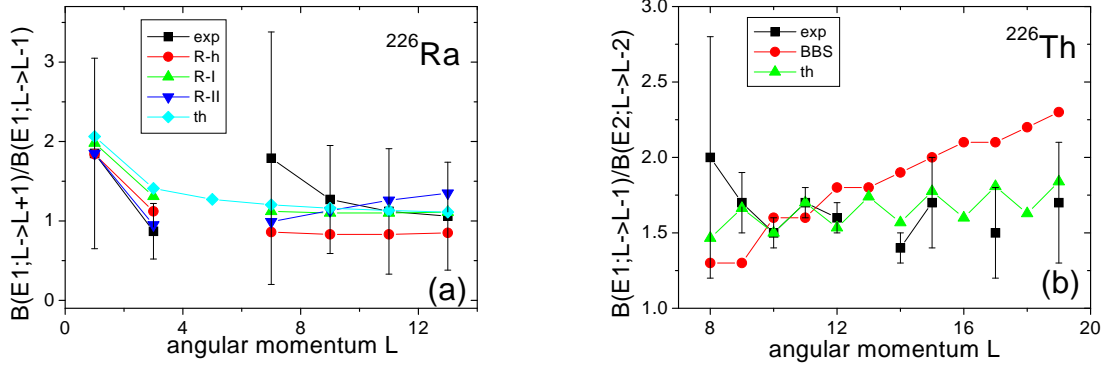 B(E1;L->L+1)/B(E1;L->L-1)
3
2
1
0
exp
R-h
R-I
R-II
th
226Ra
(a)
0 4 8 12
angular momentum L
B(E1;L->L-1)/B(E2;L->L-2)
3.0
2.5
2.0
1.5
1.0
exp
BBS
th
226Th
(b)
8 12 16 20
angular momentum L